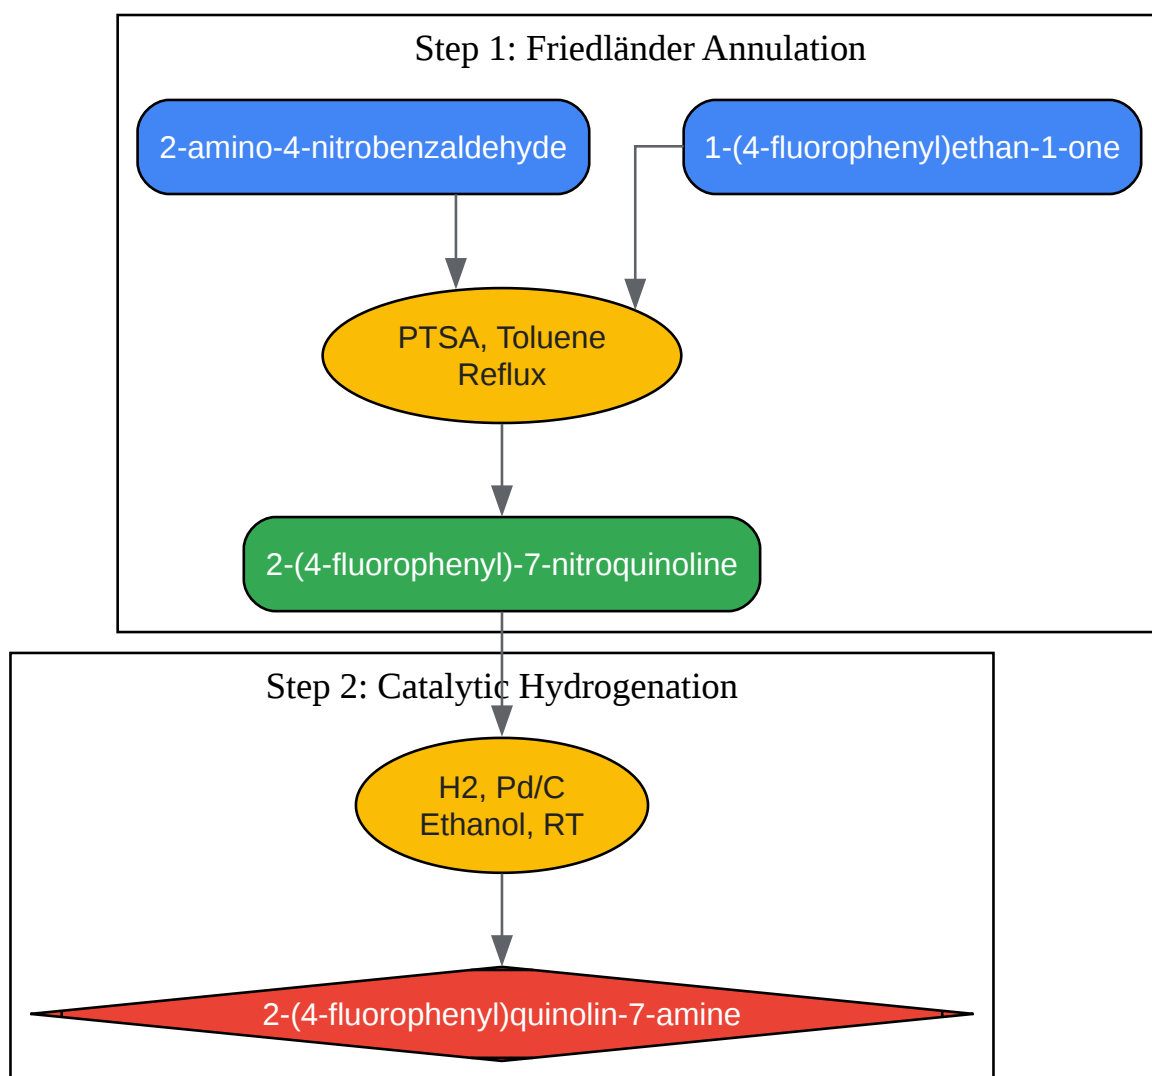 Step 1: Friedländer Annulation
2-amino-4-nitrobenzaldehyde
1-(4-fluorophenyl)ethan-1-one
PTSA, Toluene
Reflux
2-(4-fluorophenyl)-7-nitroquinoline
Step 2: Catalytic Hydrogenation
H2, Pd/C
Ethanol, RT
2-(4-fluorophenyl)quinolin-7-amine